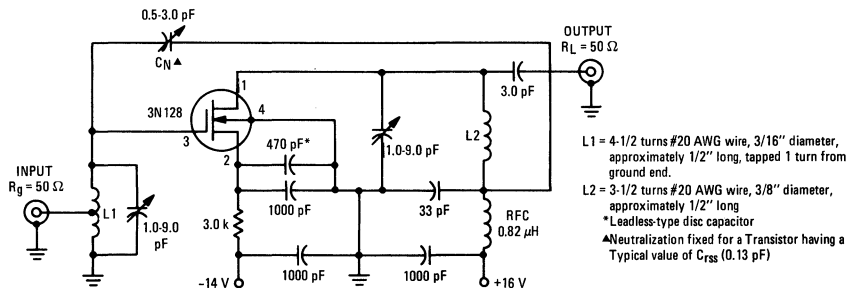 0.5-3.0 pF
CN ▲
OUTPUT
RL = 50 Ω
1
3N128
4
3
2
3.0 pF
L2
1.0-9.0 pF
470 pF*
INPUT
Rg = 50 Ω
L1
1.0-9.0
pF
1000 pF
33 pF
3.0 k
RFC
0.82 μH
1000 pF
1000 pF
-14 V
+16 V
L1 = 4-1/2 turns #20 AWG wire, 3/16" diameter,
approximately 1/2" long, tapped 1 turn from
ground end.
L2 = 3-1/2 turns #20 AWG wire, 3/8" diameter,
approximately 1/2" long
*Leadless-type disc capacitor
▲Neutralization fixed for a Transistor having a
Typical value of Crss (0.13 pF)